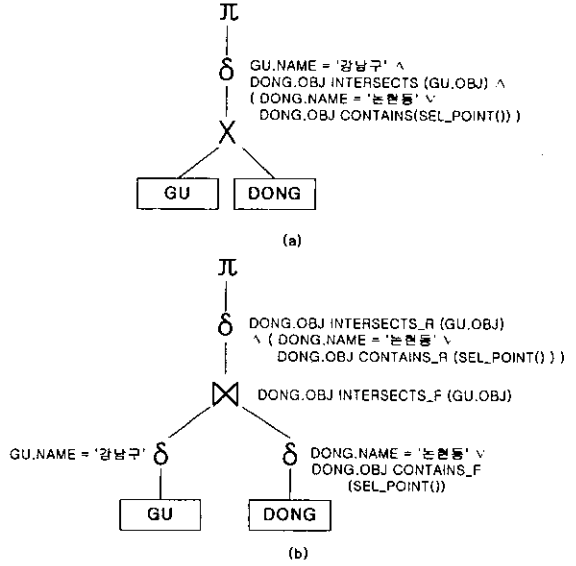 π
δ
GU.NAME = '강남구' ∧
DONG.OBJ INTERSECTS (GU.OBJ) ∧
( DONG.NAME = '논현동' ∨
DONG.OBJ CONTAINS(SEL_POINT()) )
X
GU
DONG
(a)
π
δ
DONG.OBJ INTERSECTS_R (GU.OBJ)
∧ ( DONG.NAME = '논현동' ∨
DONG.OBJ CONTAINS_R (SEL_POINT() ) )
⋈
DONG.OBJ INTERSECTS_F (GU.OBJ)
GU.NAME = '강남구' δ
δ DONG.NAME = '논현동' ∨
DONG.OBJ CONTAINS_F
(SEL_POINT())
GU
DONG
(b)